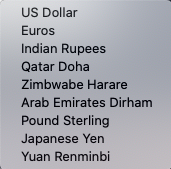 US Dollar
Euros
Indian Rupees
Qatar Doha
Zimbwabe Harare
Arab Emirates Dirham
Pound Sterling
Japanese Yen
Yuan Renminbi